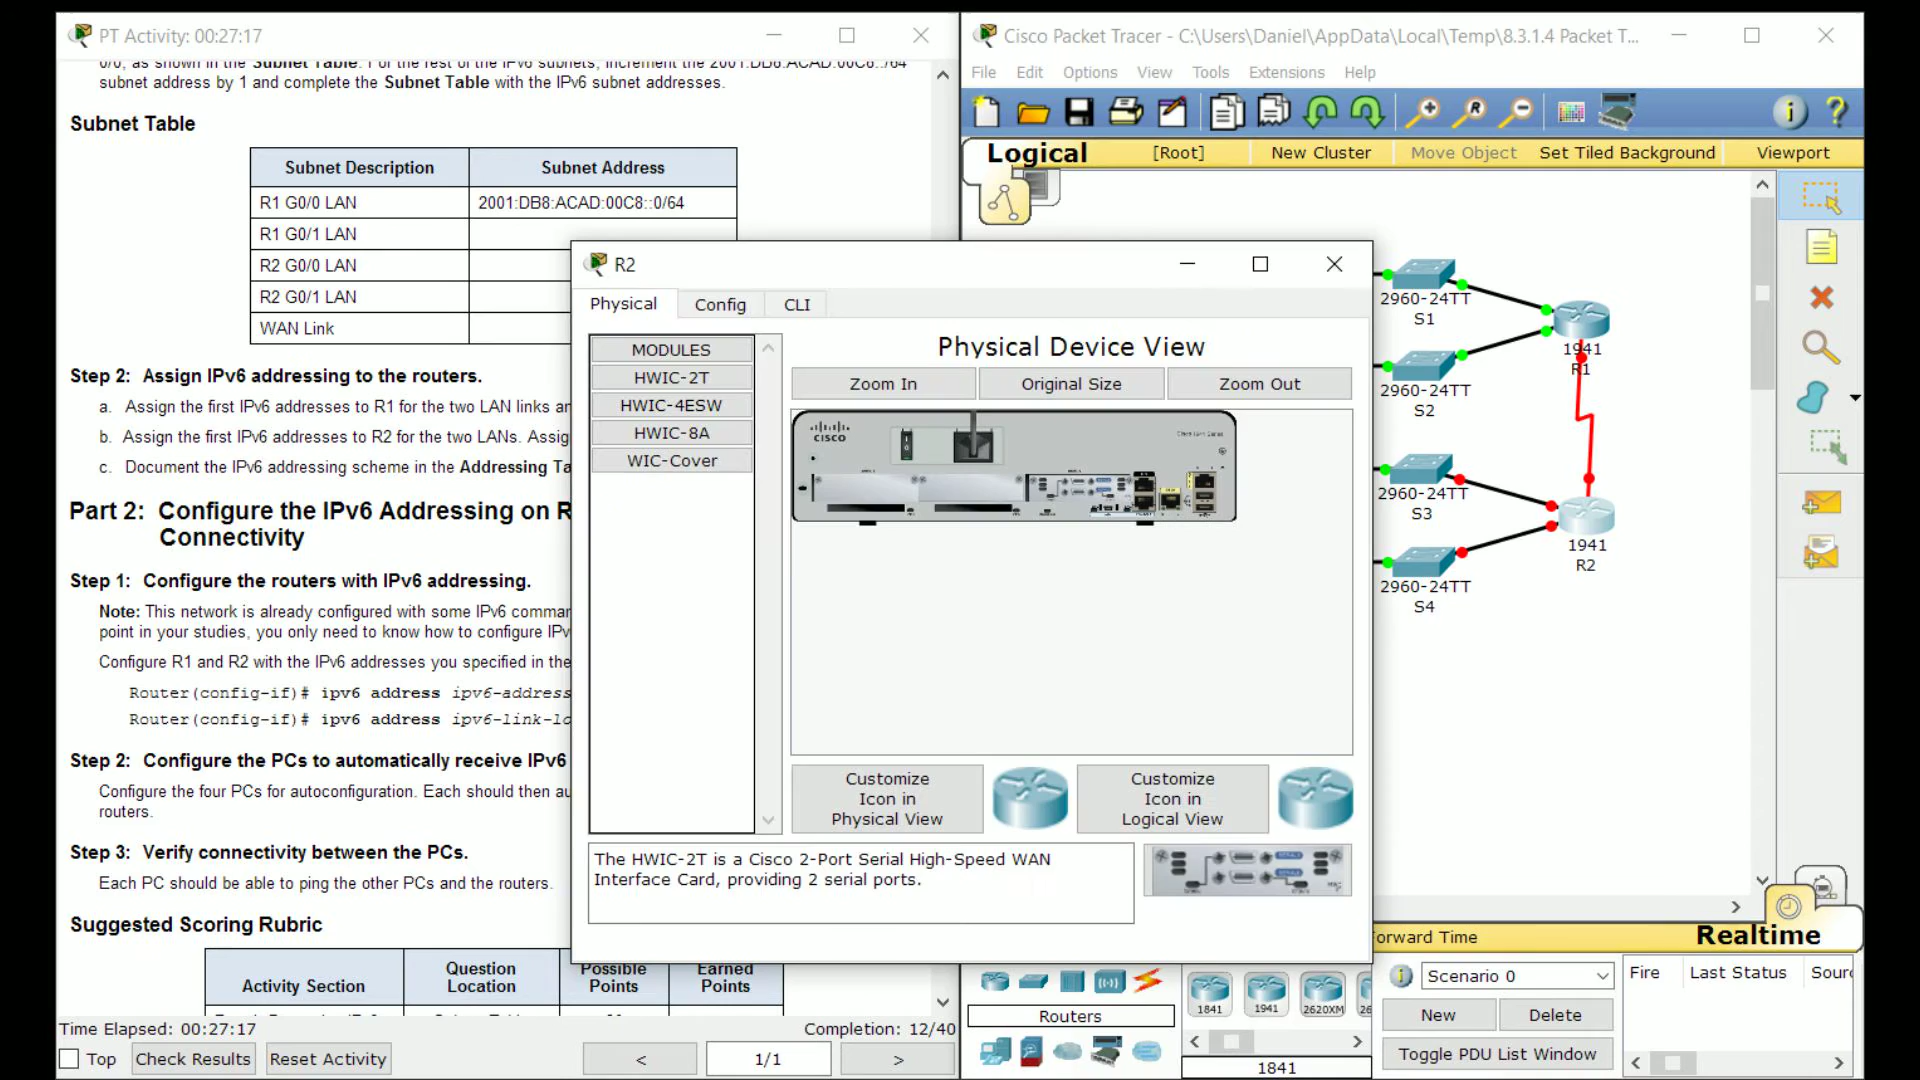 PT Activity: 00:27:17
subnet address by 1 and complete the Subnet Table with the IPv6 subnet addresses.
Subnet Table
Subnet Description Subnet Address
R1 G0/0 LAN 2001:DB8:ACAD:00C8::0/64
R1 G0/1 LAN
R2 G0/0 LAN
R2 G0/1 LAN
WAN Link
Step 2: Assign IPv6 addressing to the routers.
a. Assign the first IPv6 addresses to R1 for the two LAN links
b. Assign the first IPv6 addresses to R2 for the two LANs.
c. Document the IPv6 addressing scheme in the Addressing
Part 2: Configure the IPv6 Addressing on
Connectivity
Step 1: Configure the routers with IPv6 addressing.
Note: This network is already configured with some IPv6
point in your studies, you only need to know how to configure
Configure R1 and R2 with the IPv6 addresses you specified in the
Router(config-if)# ipv6 address ipv6-address
Router(config-if)# ipv6 address
Step 2: Configure the PCs to automatically receive IPv6
Configure the four PCs for autoconfiguration. Each should then
routers.
Step 3: Verify connectivity between the PCs.
Each PC should be able to ping the other PCs and the routers.
Suggested Scoring Rubric
Activity Section Question Location Possible Points Earned Points
Time Elapsed: 00:27:17 Completion: 12/40
Top Check Results Reset Activity < 1/1 >
R2
Physical Config CLI
MODULES
HWIC-2T
HWIC-4ESW
HWIC-8A
WIC-Cover
Physical Device View
Zoom In Original Size Zoom Out
CISCO
Customize Icon in Physical View
Customize Icon in Logical View
The HWIC-2T is a Cisco 2-Port Serial High-Speed WAN
Interface Card, providing 2 serial ports.
Cisco Packet Tracer - C:\Users\Daniel\AppData\Local\Temp\8.3.1.4 Packet T...
File Edit Options View Tools Extensions Help
Logical [Root] New Cluster Move Object Set Tiled Background Viewport
2960-24TT
S1
1941
R1
2960-24TT
S2
2960-24TT
S3
1941
R2
2960-24TT
S4
Forward Time Realtime
Routers
1841 1941 2620XM
1841
Scenario 0
New Delete
Toggle PDU List Window
Fire Last Status